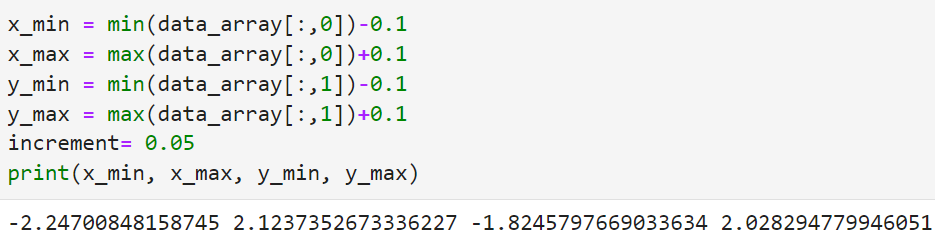 x_min = min(data_array[:,0])-0.1
x_max = max(data_array[:,0])+0.1
y_min = min(data_array[:,1])-0.1
y_max = max(data_array[:,1])+0.1
increment= 0.05
print(x_min, x_max, y_min, y_max)
-2.24700848158745 2.1237352673336227 -1.8245797669033634 2.028294779946051